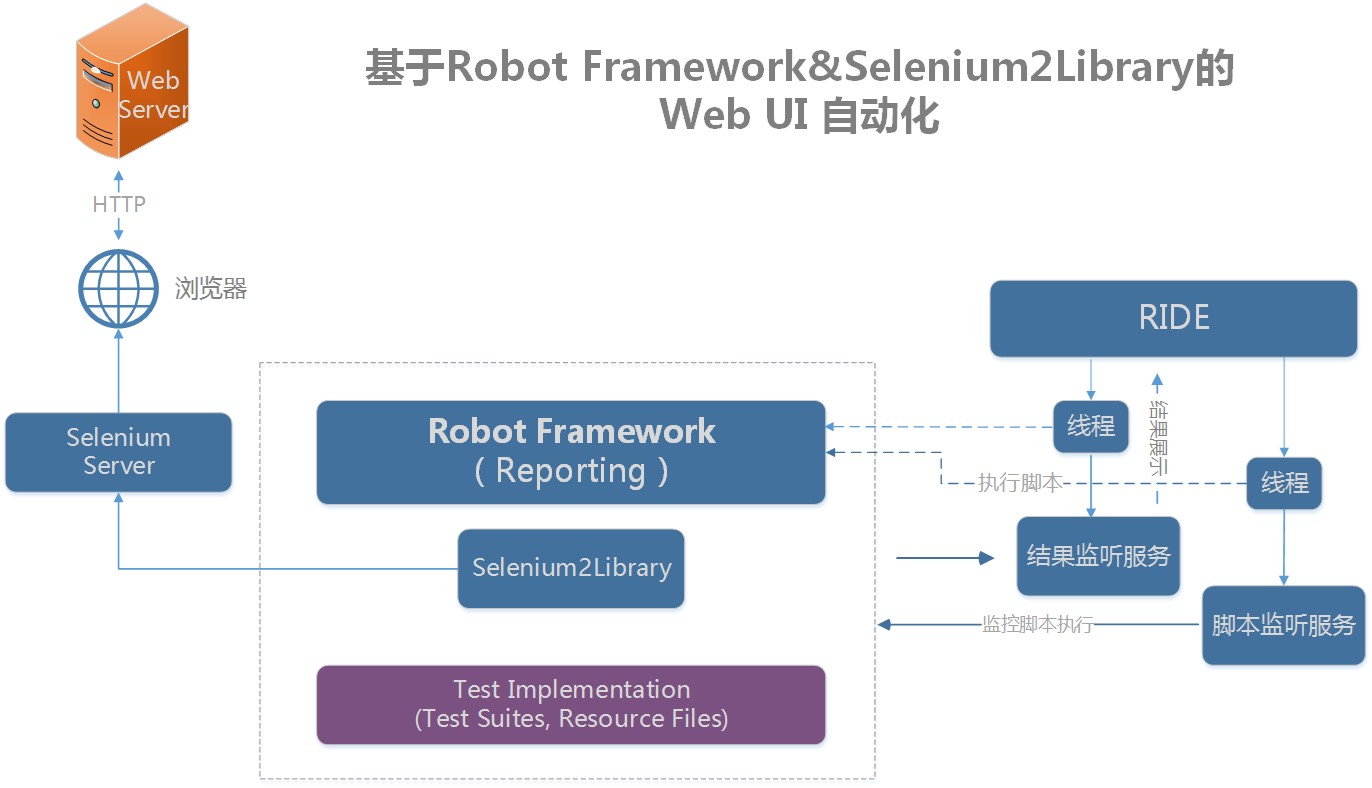 基于Robot Framework&Selenium2Library的
Web UI 自动化
Web
Server
HTTP
浏览器
RIDE
Selenium
Server
Robot Framework
（Reporting）
线程
结果展示
线程
执行脚本
Selenium2Library
结果监听服务
脚本监听服务
监控脚本执行
Test Implementation
(Test Suites, Resource Files)